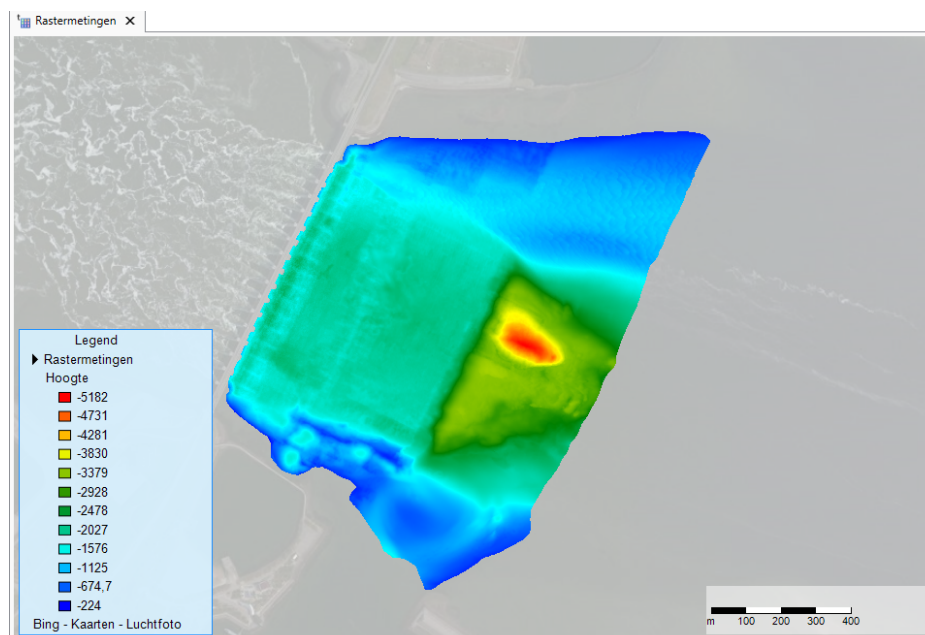 Rastermetingen
Legend
Rastermetingen
Hoogte
-5182
-4731
-4281
-3830
-3379
-2928
-2478
-2027
-1576
-1125
-674,7
-224
Bing - Kaarten - Luchtfoto
m 100 200 300 400